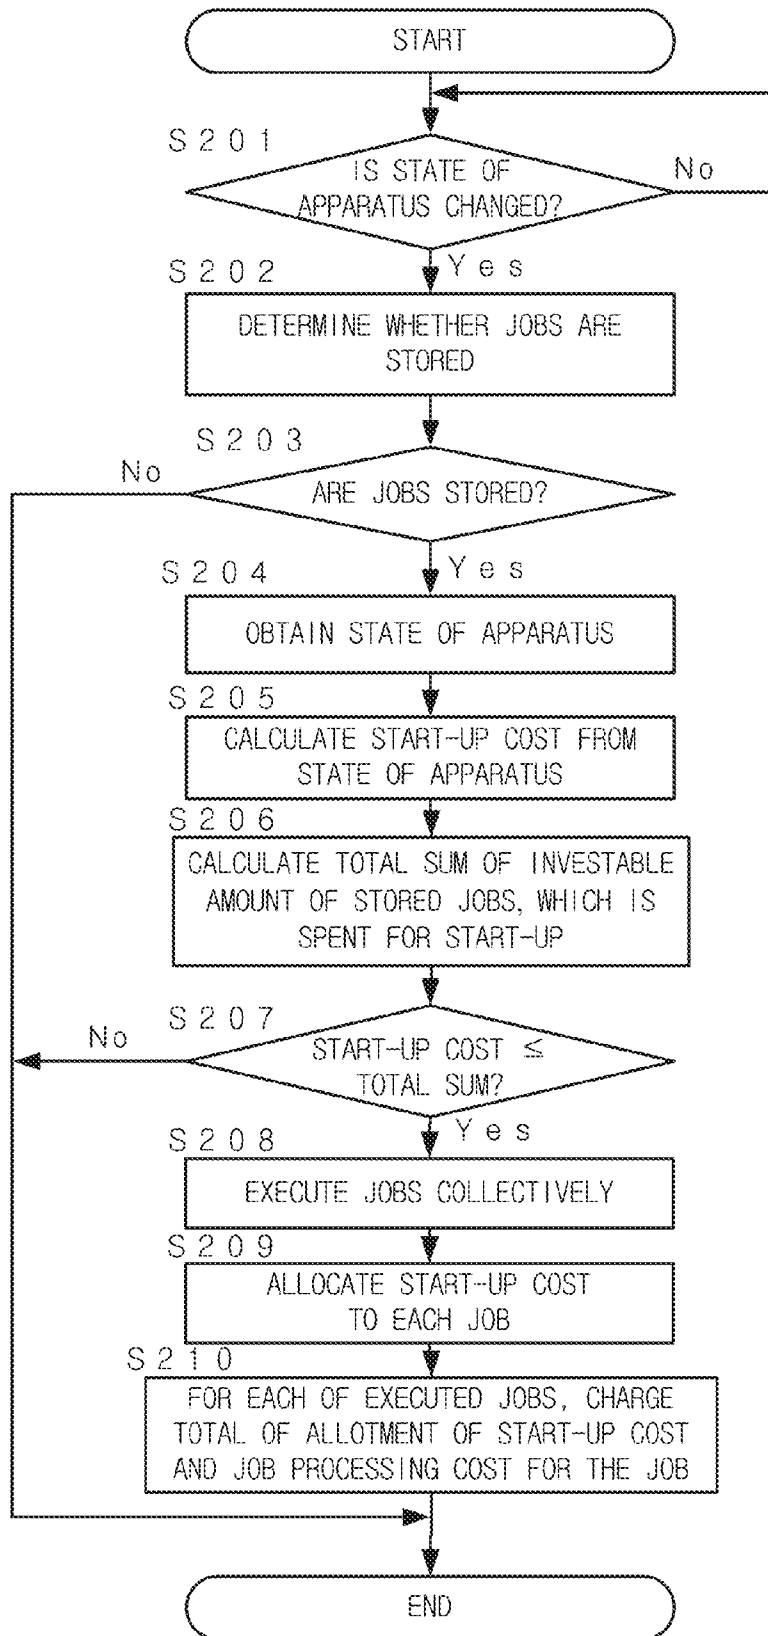 START
S201
IS STATE OF
APPARATUS CHANGED?
No
Yes
S202
DETERMINE WHETHER JOBS ARE
STORED
S203
No
ARE JOBS STORED?
Yes
S204
OBTAIN STATE OF APPARATUS
S205
CALCULATE START-UP COST FROM
STATE OF APPARATUS
S206
CALCULATE TOTAL SUM OF INVESTABLE
AMOUNT OF STORED JOBS, WHICH IS
SPENT FOR START-UP
S207
No
START-UP COST ≤
TOTAL SUM?
Yes
S208
EXECUTE JOBS COLLECTIVELY
S209
ALLOCATE START-UP COST
TO EACH JOB
S210
FOR EACH OF EXECUTED JOBS, CHARGE
TOTAL OF ALLOTMENT OF START-UP COST
AND JOB PROCESSING COST FOR THE JOB
END